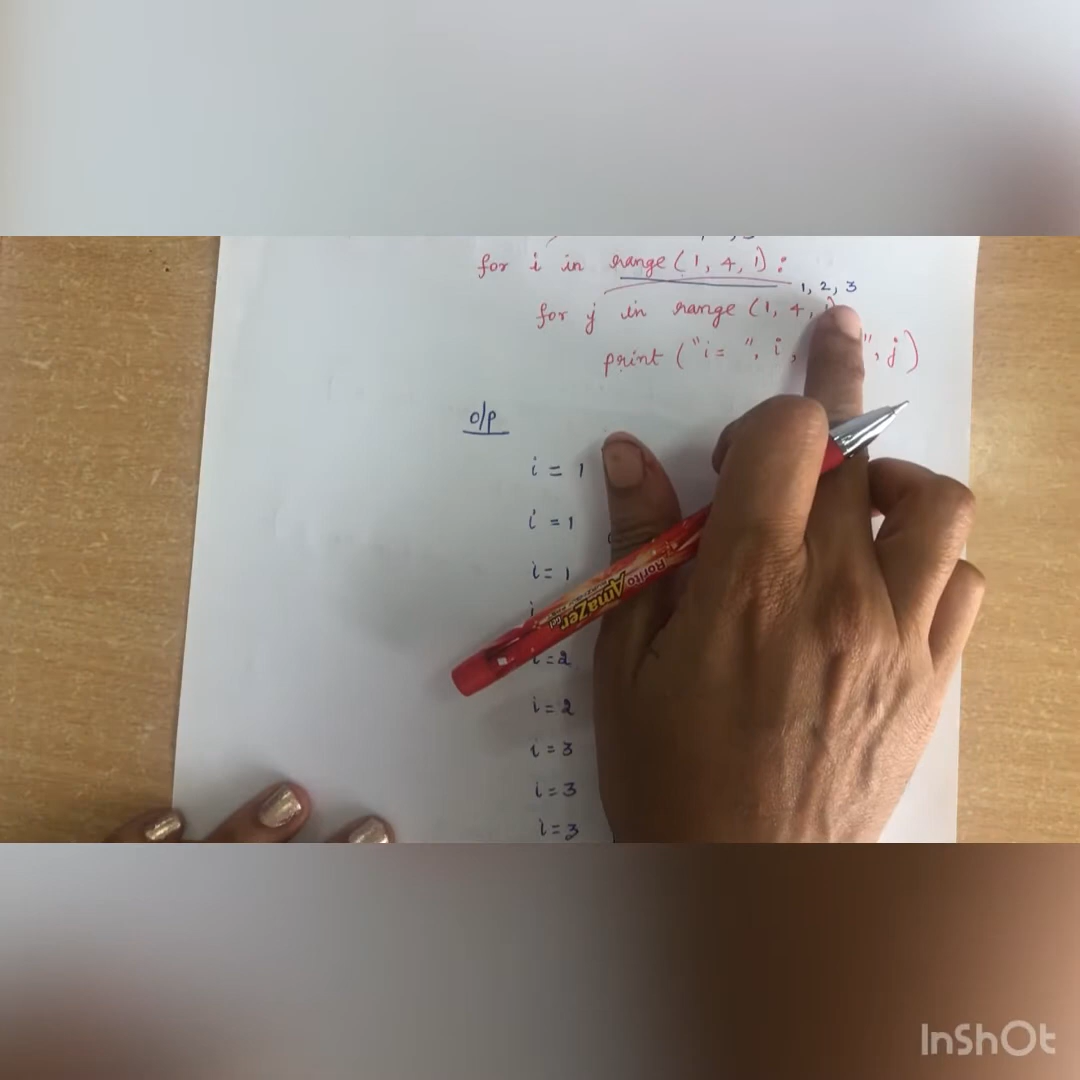 for i in range (1, 4, 1) :
1, 2, 3
for j in range (1, 4,
print ("i= ", i , ", j )
o/p
i = 1
i = 1
i = 1
i
i = 2
i = 2
i = 3
i = 3
i = 3
Rorito
AmaZer
Gel
InShOt